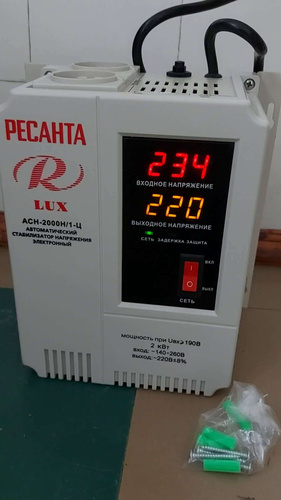 РЕСАНТА
R
LUX
АСН-2000Н/1-Ц
АВТОМАТИЧЕСКИЙ
СТАБИЛИЗАТОР НАПРЯЖЕНИЯ
ЭЛЕКТРОННЫЙ
234
ВХОДНОЕ НАПРЯЖЕНИЕ
220
ВЫХОДНОЕ НАПРЯЖЕНИЕ
СЕТЬ ЗАДЕРЖКА ЗАЩИТА
ВКЛ
ВЫКЛ
СЕТЬ
мощность при Uвх≥190В
2 кВт
вход: ~140-260В
выход: ~220В±8%